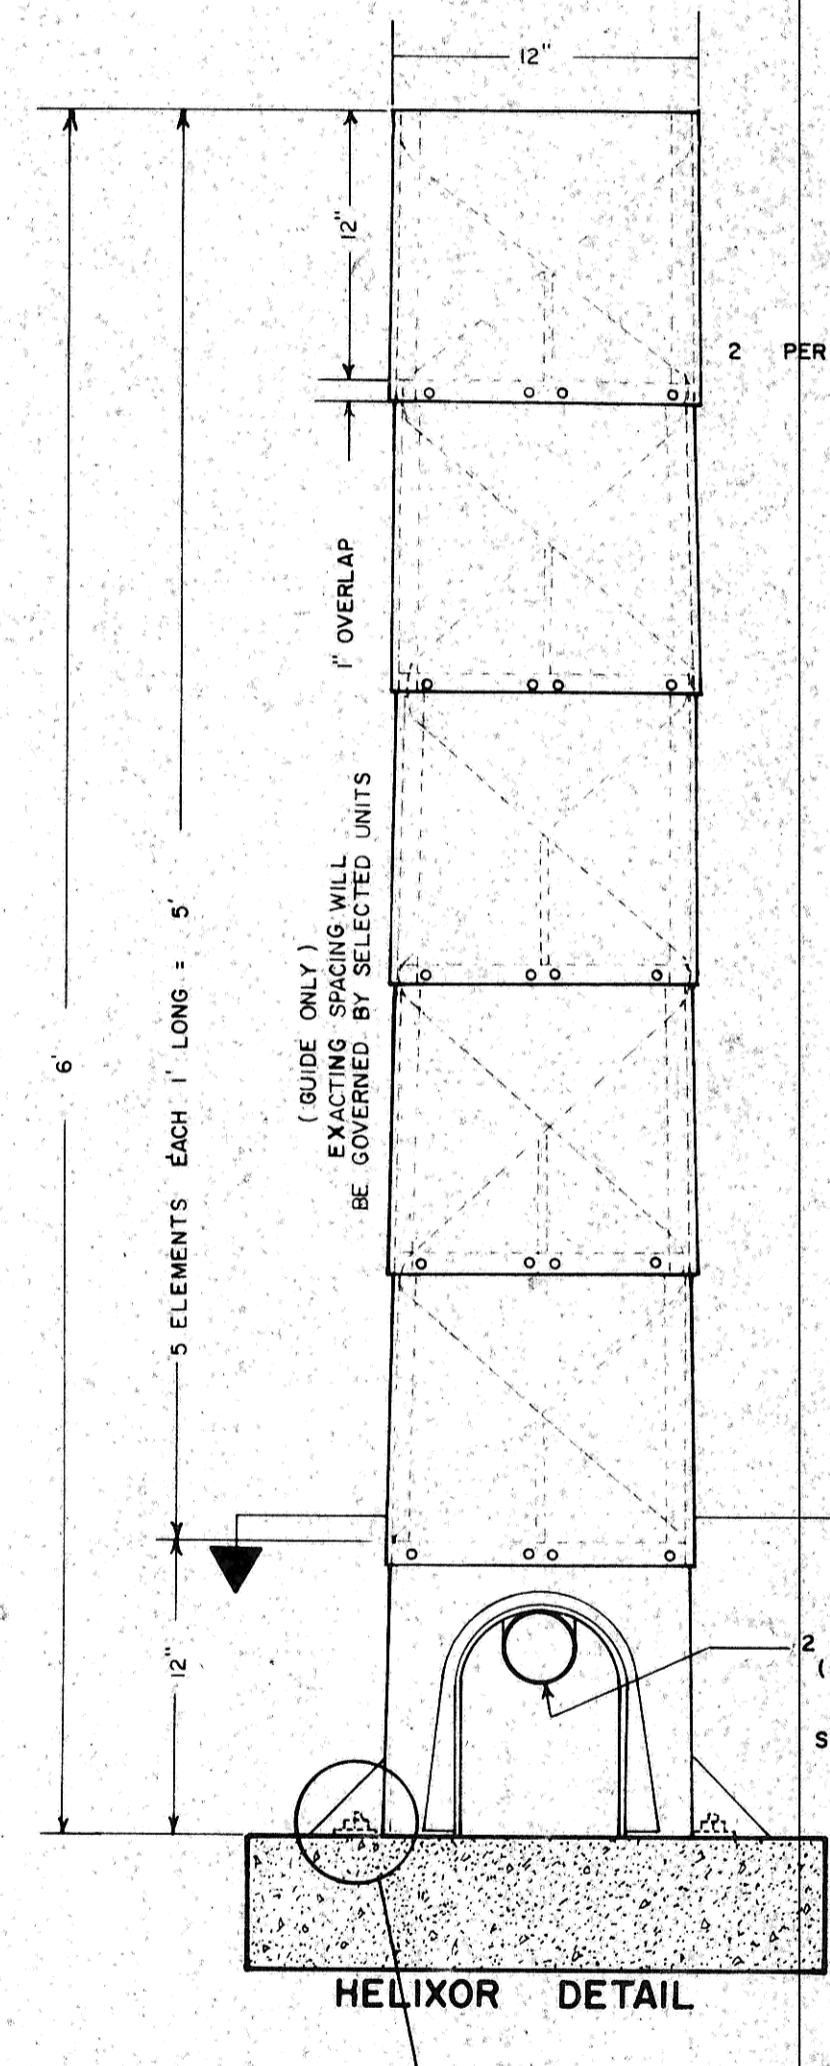 12"
12"
2 PER
1" OVERLAP
(GUIDE ONLY)
EXACTING SPACING WILL
BE GOVERNED BY SELECTED UNITS
5 ELEMENTS EACH 1' LONG = 5'
6'
12"
2
(
S
HELIXOR DETAIL